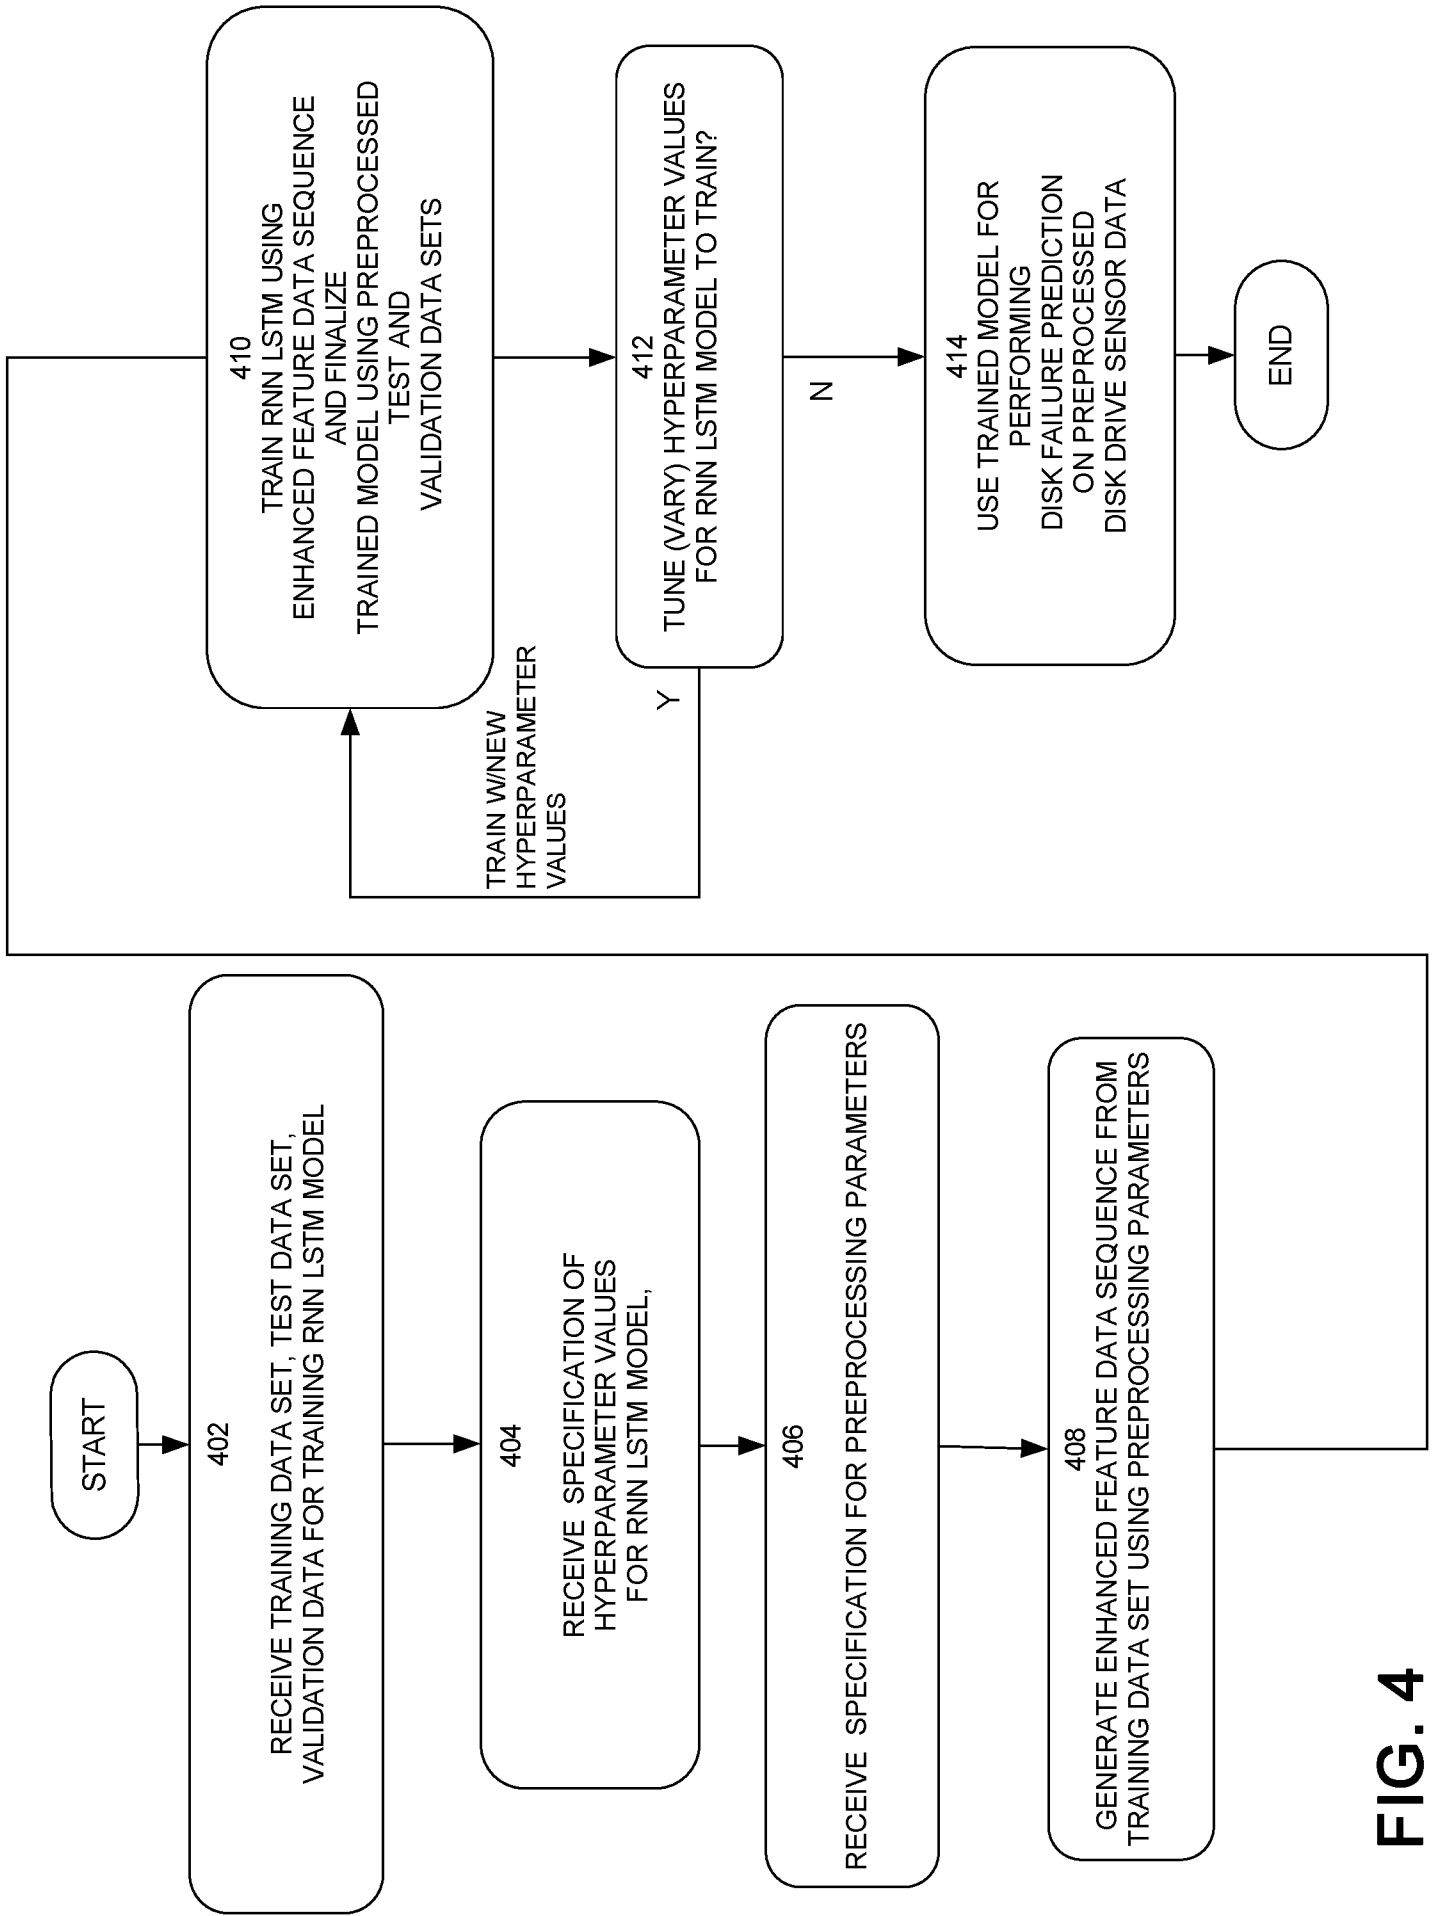 START
402
RECEIVE TRAINING DATA SET, TEST DATA SET,
VALIDATION DATA FOR TRAINING RNN LSTM MODEL
404
RECEIVE SPECIFICATION OF
HYPERPARAMETER VALUES
FOR RNN LSTM MODEL,
406
RECEIVE SPECIFICATION FOR PREPROCESSING PARAMETERS
408
GENERATE ENHANCED FEATURE DATA SEQUENCE FROM
TRAINING DATA SET USING PREPROCESSING PARAMETERS
410
TRAIN RNN LSTM USING
ENHANCED FEATURE DATA SEQUENCE
AND FINALIZE
TRAINED MODEL USING PREPROCESSED
TEST AND
VALIDATION DATA SETS
TRAIN W/NEW
HYPERPARAMETER
VALUES
412
TUNE (VARY) HYPERPARAMETER VALUES
FOR RNN LSTM MODEL TO TRAIN?
Y
N
414
USE TRAINED MODEL FOR
PERFORMING
DISK FAILURE PREDICTION
ON PREPROCESSED
DISK DRIVE SENSOR DATA
END
FIG. 4